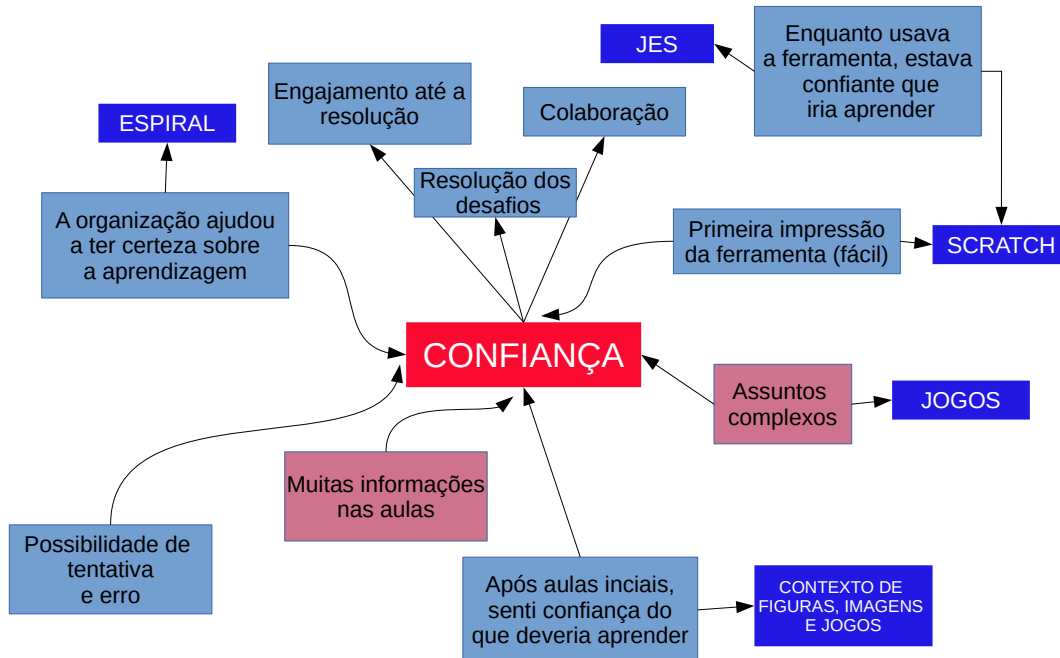 JES
Enquanto usava
a ferramenta, estava
confiante que
iria aprender
Engajamento até a
resolução
Colaboração
ESPIRAL
Resolução dos
desafios
A organização ajudou
a ter certeza sobre
a aprendizagem
Primeira impressão
da ferramenta (fácil)
SCRATCH
CONFIANÇA
Assuntos
complexos
JOGOS
Muitas informações
nas aulas
Possibilidade de
tentativa
e erro
Após aulas inciais,
senti confiança do
que deveria aprender
CONTEXTO DE
FIGURAS, IMAGENS
E JOGOS